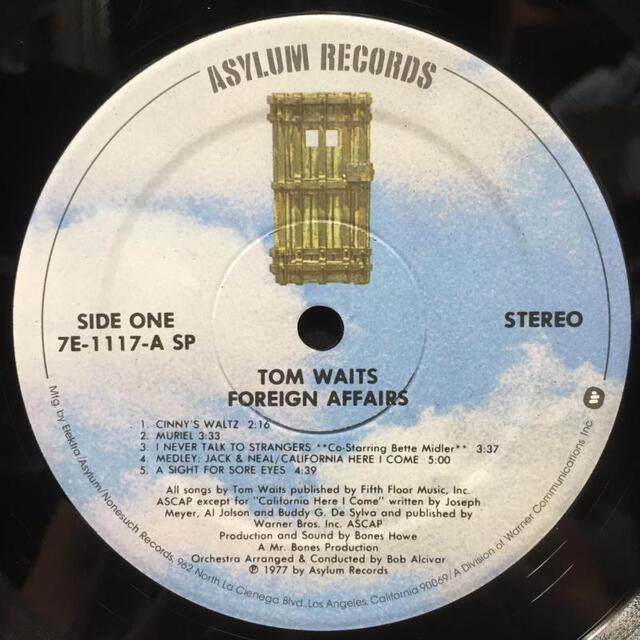 ASYLUM RECORDS
SIDE ONE
7E-1117-A SP
STEREO
TOM WAITS
FOREIGN AFFAIRS
1. CINNY'S WALTZ 2:16
2. MURIEL 3:33
3. I NEVER TALK TO STRANGERS **Co-Starring Bette Midler** 3:37
4. MEDLEY: JACK & NEAL/CALIFORNIA HERE I COME 5:00
5. A SIGHT FOR SORE EYES 4:39
All songs by Tom Waits published by Fifth Floor Music, Inc.
ASCAP except for "California Here I Come" written by Joseph
Meyer, Al Jolson and Buddy G. De Sylva and published by
Warner Bros. Inc. ASCAP
Production and Sound by Bones Howe
A Mr. Bones Production
Orchestra Arranged & Conducted by Bob Alcivar
℗ 1977 by Asylum Records
Mfg. by Elektra/Asylum/Nonesuch Records, 962 North La Cienega Blvd., Los Angeles, California 90069/A Division of Warner Communications Inc.